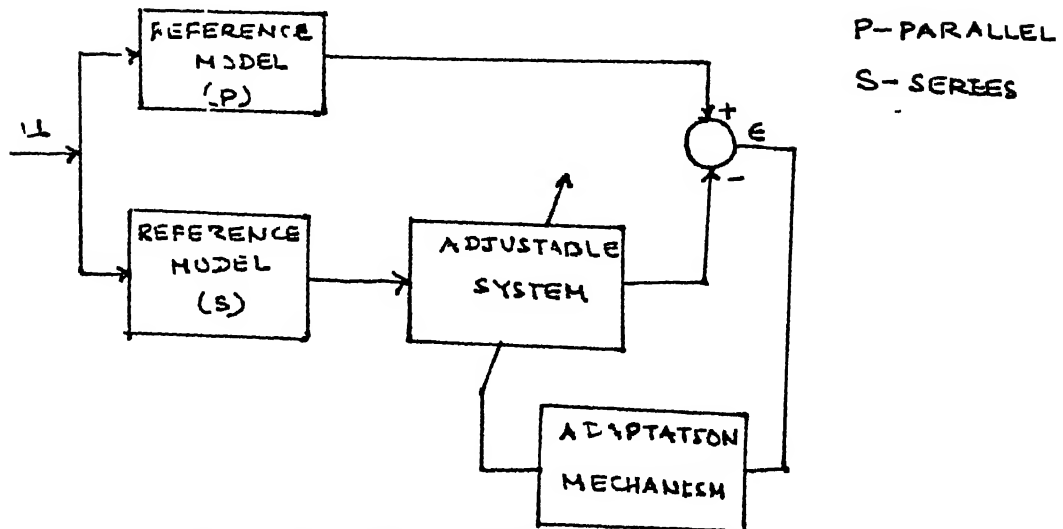 REFERENCE
MODEL
(P)
P-PARALLEL
S-SERIES
u
+
ε
-
REFERENCE
MODEL
(S)
ADJUSTABLE
SYSTEM
ADAPTATION
MECHANISM